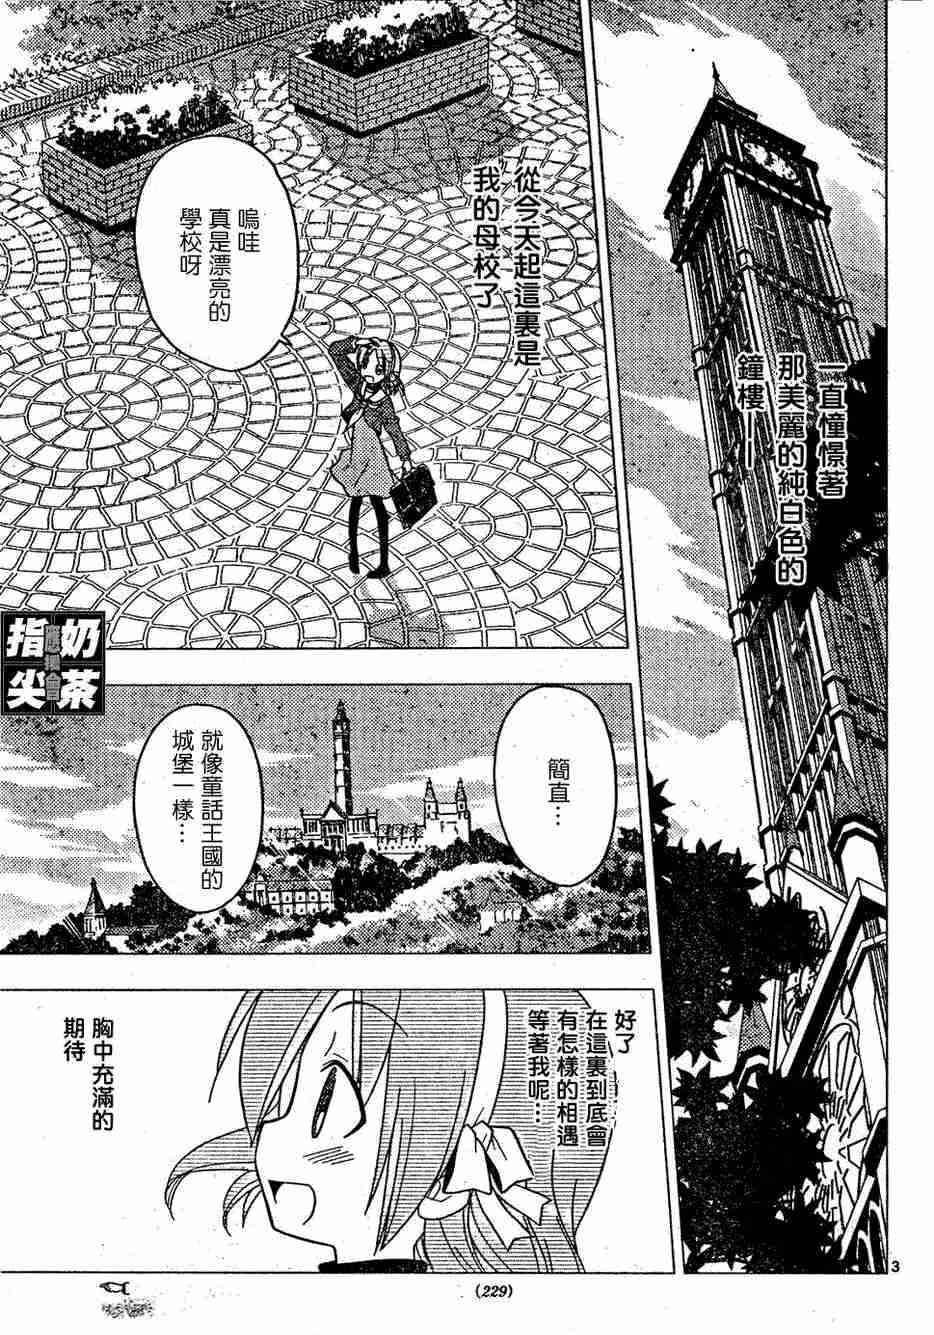 一直憧憬著
那美麗的純白色的
鐘樓——
從今天起這裏是
我的母校了
嗚哇
真是漂亮的
學校呀
簡直…
就像童話王國的
城堡一樣…
好了
在這裏到底會
有怎樣的相遇
等著我呢…
胸中充滿的
期待
指尖
奶茶
應援會
3
(229)